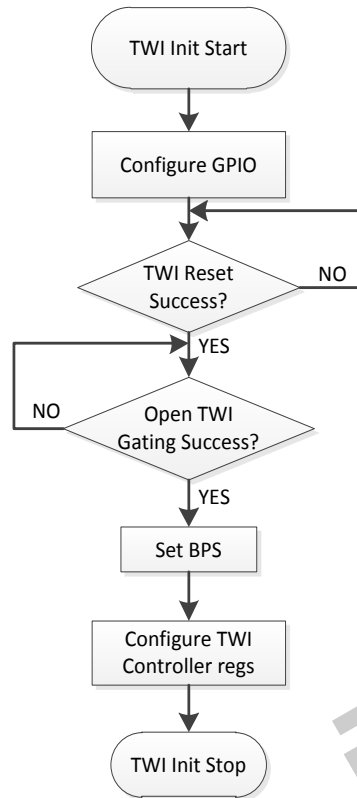 TWI Init Start
Configure GPIO
TWI Reset
Success?
NO
YES
NO
Open TWI
Gating Success?
YES
Set BPS
Configure TWI
Controller regs
TWI Init Stop